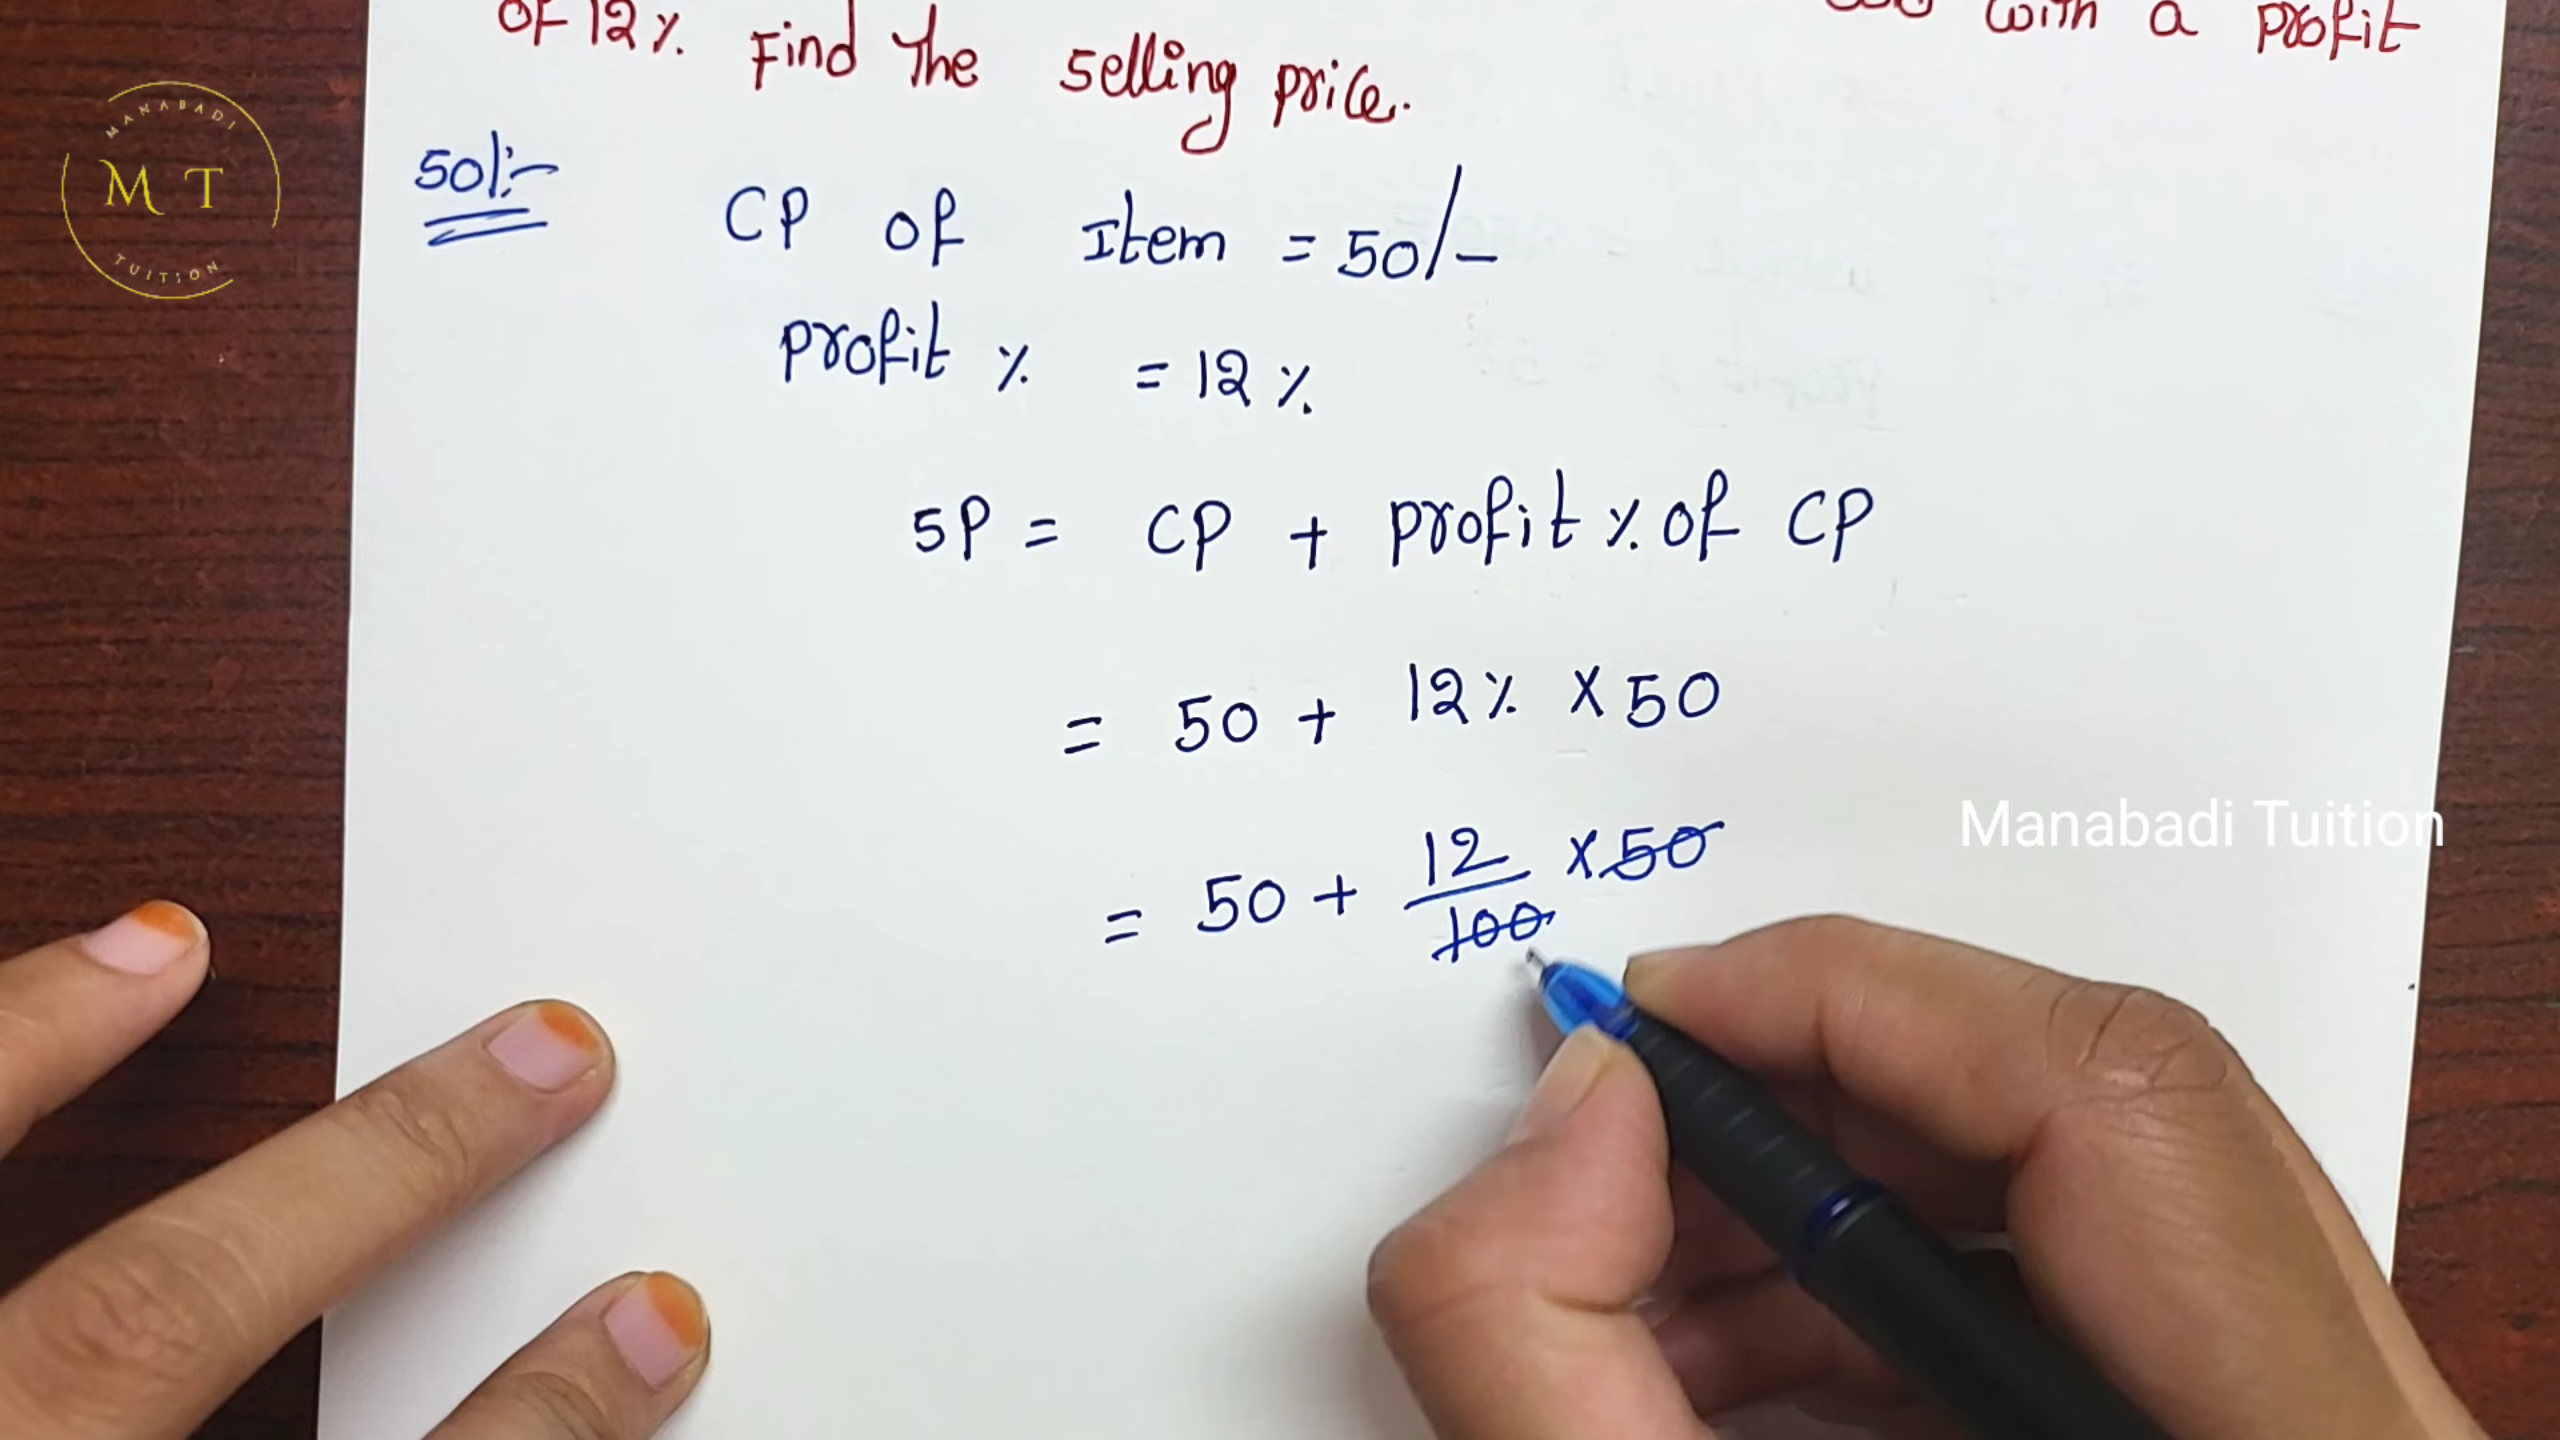 with a profit
of 12%. Find the selling price.
MANABADI
M T
TUITION
Sol:-
CP of Item = 50/-
profit % = 12%
SP = CP + profit % of CP
= 50 + 12% × 50
Manabadi Tuition
= 50 + 12/100 × 50